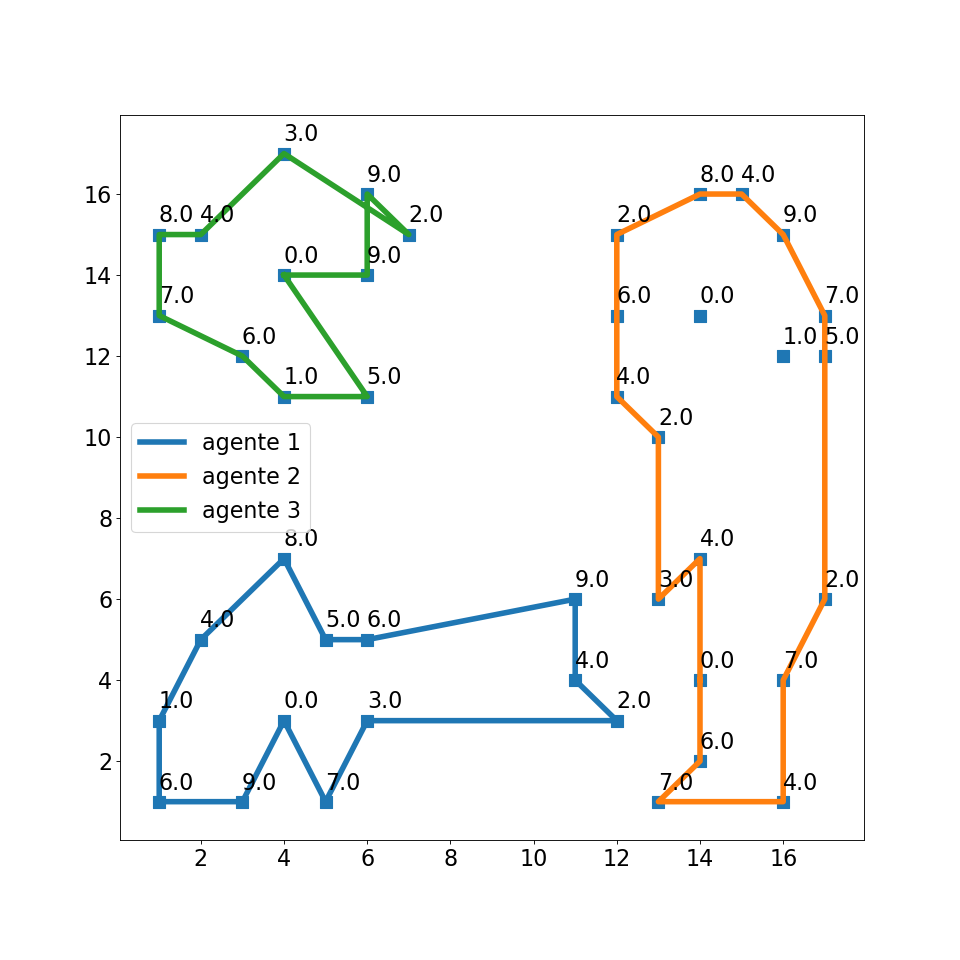 3.0
9.0
8.0 4.0
8.0 4.0 2.0 2.0 9.0
16
0.0 9.0 0.0
14
7.0 6.0 7.0
6.0 1.0 5.0
12
1.0 5.0 4.0
2.0
10
agente 1
agente 2
agente 3
8
8.0 4.0
9.0 3.0 2.0
6
4.0 5.0 6.0
4.0 0.0 7.0
4
1.0 0.0 3.0 2.0
6.0
2
6.0 9.0 7.0 7.0 4.0
2 4 6 8 10 12 14 16